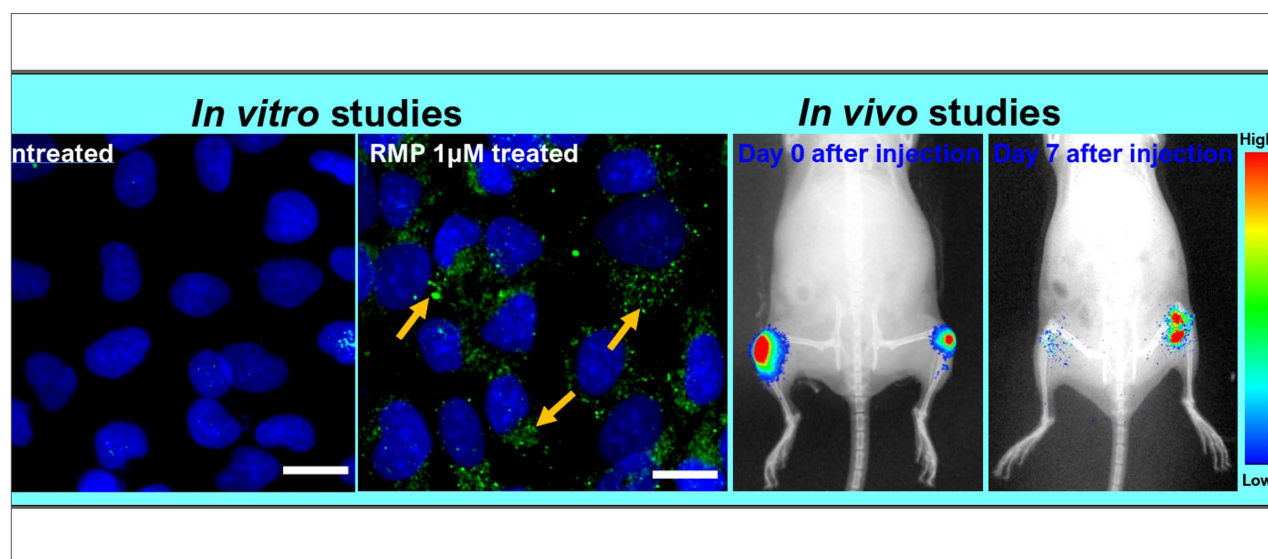 In vitro studies
In vivo studies
ntreated
RMP 1µM treated
Day 0 after injection
Day 7 after injection
High
Low